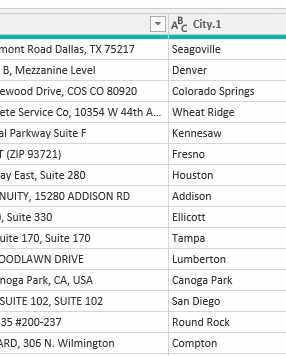 ABC City.1
mont Road Dallas, TX 75217 Seagoville
B, Mezzanine Level Denver
ewood Drive, COS CO 80920 Colorado Springs
ete Service Co, 10354 W 44th A... Wheat Ridge
al Parkway Suite F Kennesaw
T (ZIP 93721) Fresno
ay East, Suite 280 Houston
NUITY, 15280 ADDISON RD Addison
, Suite 330 Ellicott
uite 170, Suite 170 Tampa
OODLAWN DRIVE Lumberton
noga Park, CA, USA Canoga Park
SUITE 102, SUITE 102 San Diego
35 #200-237 Round Rock
ARD, 306 N. Wilmington Compton